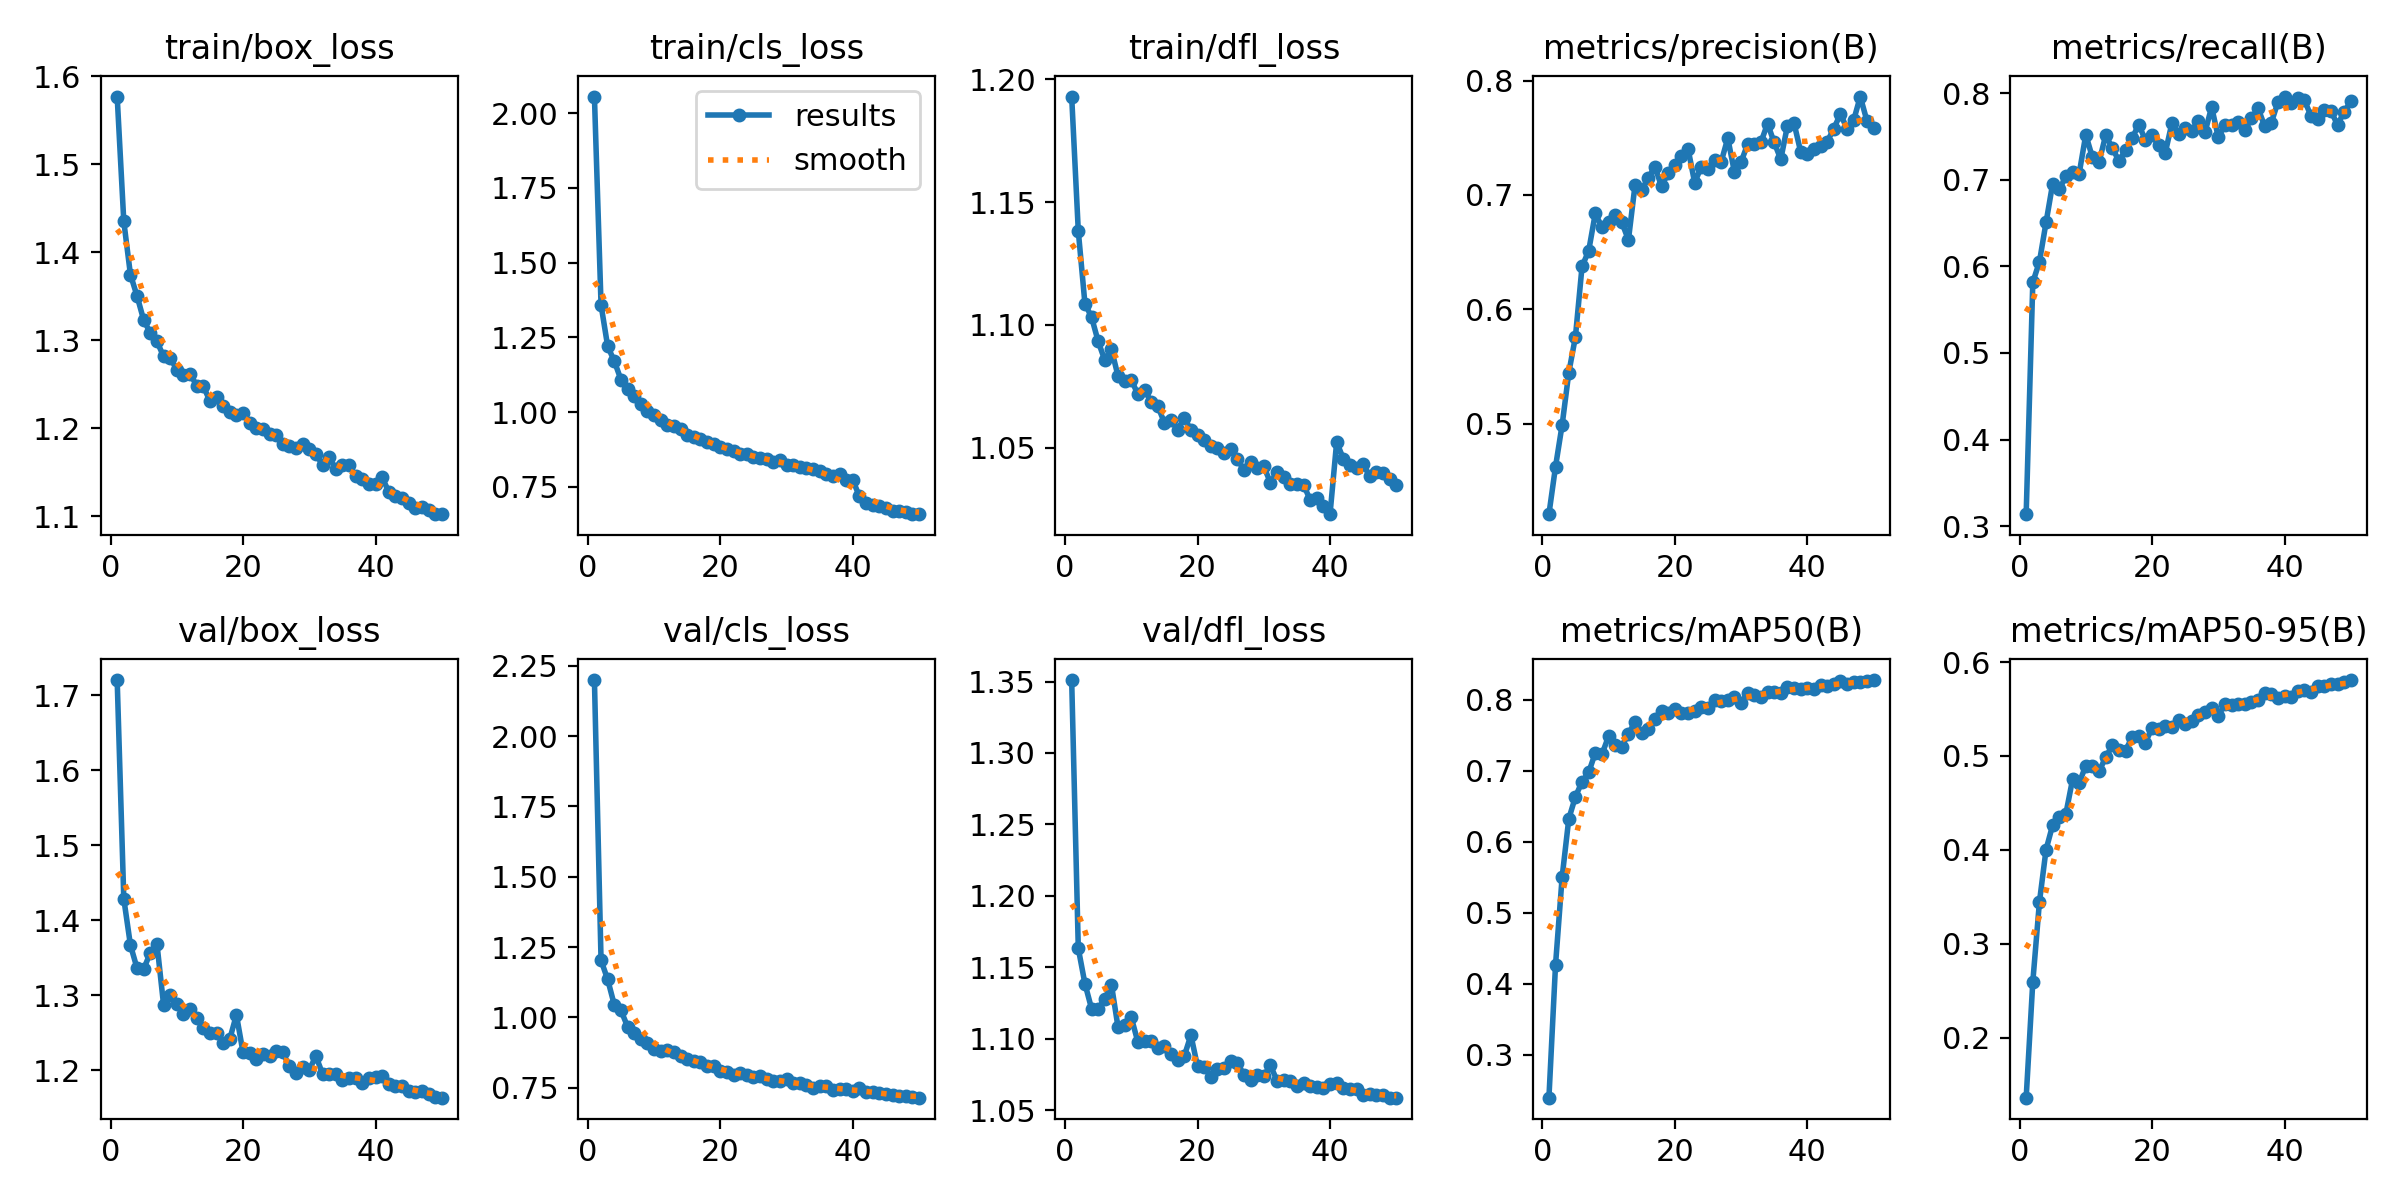 train/box_loss
1.6
1.5
1.4
1.3
1.2
1.1
0 20 40
train/cls_loss
results
smooth
2.00
1.75
1.50
1.25
1.00
0.75
0 20 40
train/dfl_loss
1.20
1.15
1.10
1.05
0 20 40
metrics/precision(B)
0.8
0.7
0.6
0.5
0 20 40
metrics/recall(B)
0.8
0.7
0.6
0.5
0.4
0.3
0 20 40
val/box_loss
1.7
1.6
1.5
1.4
1.3
1.2
0 20 40
val/cls_loss
2.25
2.00
1.75
1.50
1.25
1.00
0.75
0 20 40
val/dfl_loss
1.35
1.30
1.25
1.20
1.15
1.10
1.05
0 20 40
metrics/mAP50(B)
0.8
0.7
0.6
0.5
0.4
0.3
0 20 40
metrics/mAP50-95(B)
0.6
0.5
0.4
0.3
0.2
0 20 40